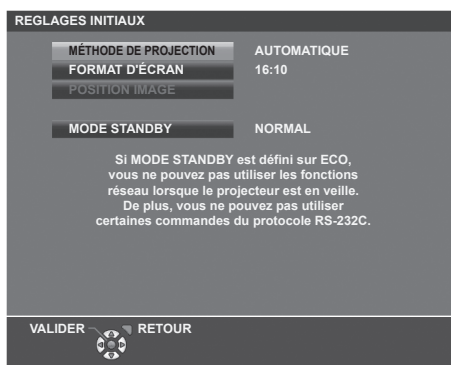 REGLAGES INITIAUX
MÉTHODE DE PROJECTION AUTOMATIQUE
FORMAT D'ÉCRAN 16:10
POSITION IMAGE
MODE STANDBY NORMAL
Si MODE STANDBY est défini sur ECO,
vous ne pouvez pas utiliser les fonctions
réseau lorsque le projecteur est en veille.
De plus, vous ne pouvez pas utiliser
certaines commandes du protocole RS-232C.
VALIDER RETOUR